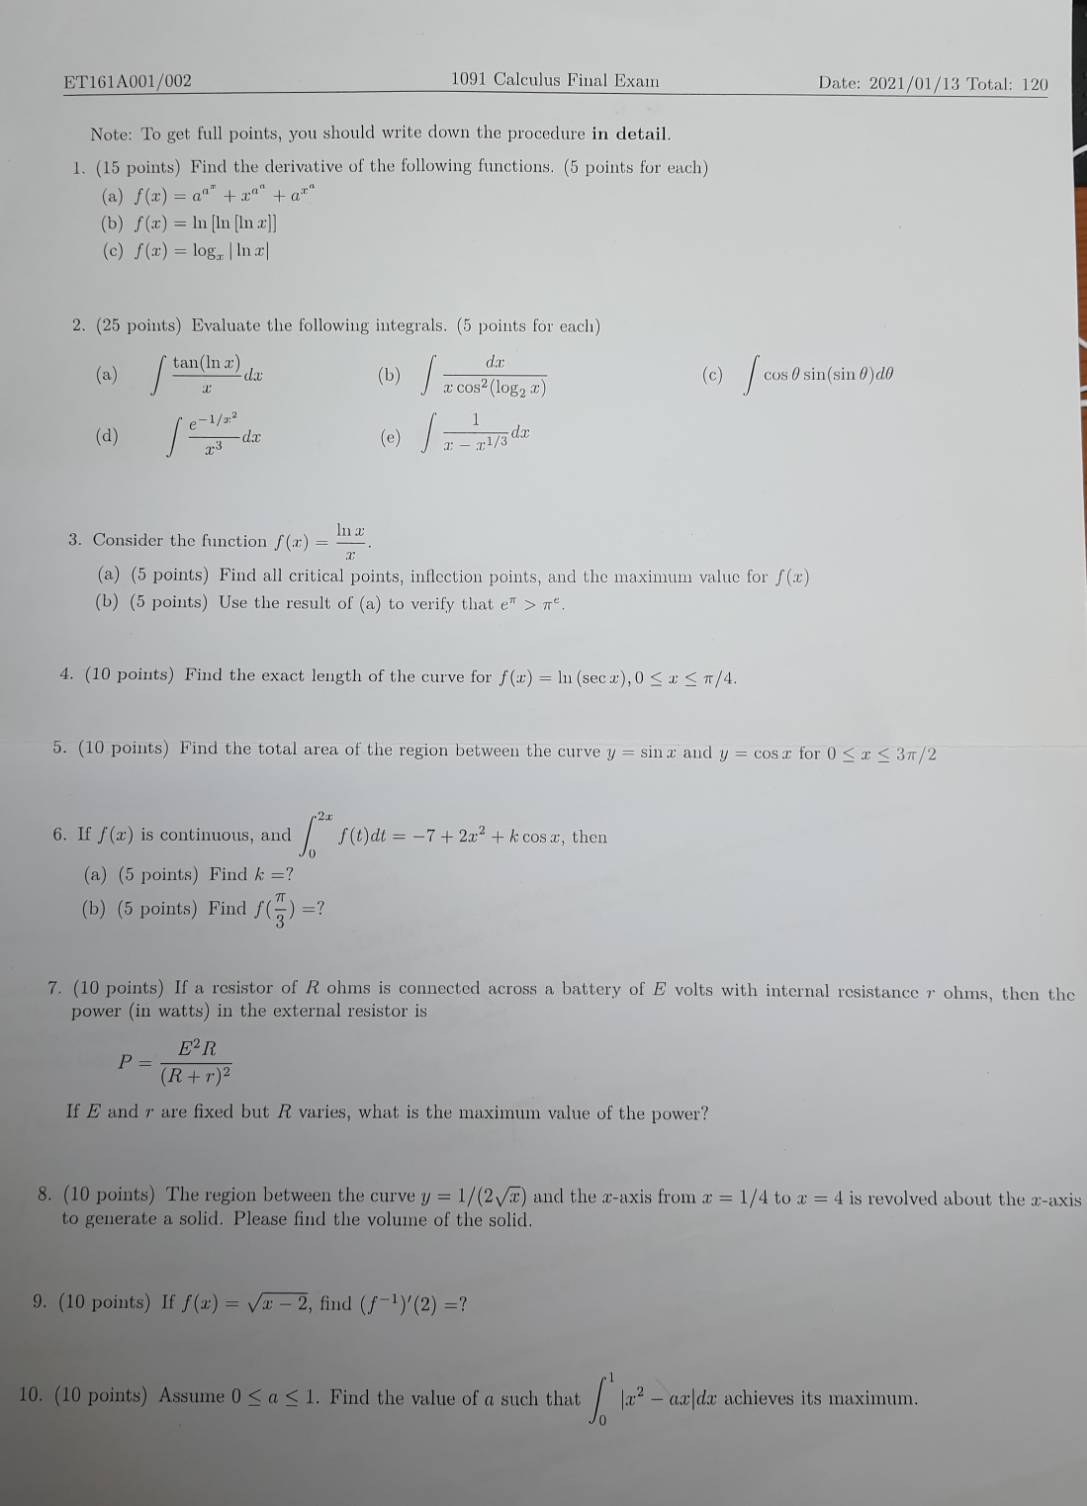 ET161A001/002 1091 Calculus Final Exam Date: 2021/01/13 Total: 120
Note: To get full points, you should write down the procedure in detail.
1. (15 points) Find the derivative of the following functions. (5 points for each)
(a) $f(x) = a^{a^x} + x^{a^a} + a^{x^a}$
(b) $f(x) = \ln[\ln[\ln x]]$
(c) $f(x) = \log_x |\ln x|$
2. (25 points) Evaluate the following integrals. (5 points for each)
(a) $\int \frac{\tan(\ln x)}{x} dx$ (b) $\int \frac{dx}{x \cos^2(\log_2 x)}$ (c) $\int \cos\theta \sin(\sin\theta) d\theta$
(d) $\int \frac{e^{-1/x^2}}{x^3} dx$ (e) $\int \frac{1}{x - x^{1/3}} dx$
3. Consider the function $f(x) = \frac{\ln x}{x}$.
(a) (5 points) Find all critical points, inflection points, and the maximum value for $f(x)$
(b) (5 points) Use the result of (a) to verify that $e^\pi > \pi^e$.
4. (10 points) Find the exact length of the curve for $f(x) = \ln(\sec x), 0 \leq x \leq \pi/4$.
5. (10 points) Find the total area of the region between the curve $y = \sin x$ and $y = \cos x$ for $0 \leq x \leq 3\pi/2$
6. If $f(x)$ is continuous, and $\int_0^{2x} f(t)dt = -7 + 2x^2 + k\cos x$, then
(a) (5 points) Find $k =$?
(b) (5 points) Find $f(\frac{\pi}{3}) =$?
7. (10 points) If a resistor of $R$ ohms is connected across a battery of $E$ volts with internal resistance $r$ ohms, then the
power (in watts) in the external resistor is
$P = \frac{E^2 R}{(R + r)^2}$
If $E$ and $r$ are fixed but $R$ varies, what is the maximum value of the power?
8. (10 points) The region between the curve $y = 1/(2\sqrt{x})$ and the $x$-axis from $x = 1/4$ to $x = 4$ is revolved about the $x$-axis
to generate a solid. Please find the volume of the solid.
9. (10 points) If $f(x) = \sqrt{x - 2}$, find $(f^{-1})'(2) =$?
10. (10 points) Assume $0 \leq a \leq 1$. Find the value of $a$ such that $\int_0^1 |x^2 - ax| dx$ achieves its maximum.